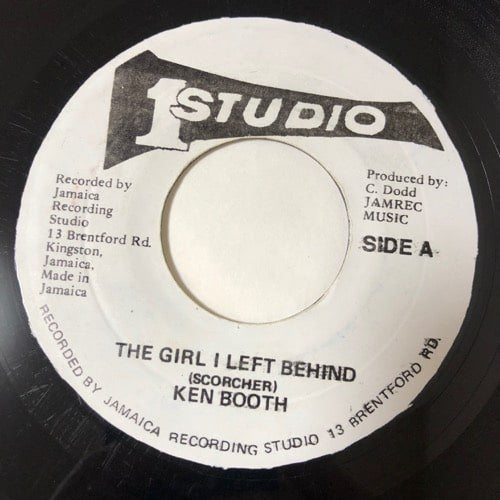 1 STUDIO
Recorded by
Jamaica
Recording
Studio
13 Brentford Rd.
Kingston,
Jamaica,
Made in
Jamaica
Produced by:
C. Dodd
JAMREC
MUSIC
SIDE A
THE GIRL I LEFT BEHIND
(SCORCHER)
KEN BOOTH
RECORDED BY JAMAICA RECORDING STUDIO 13 BRENTFORD RD.